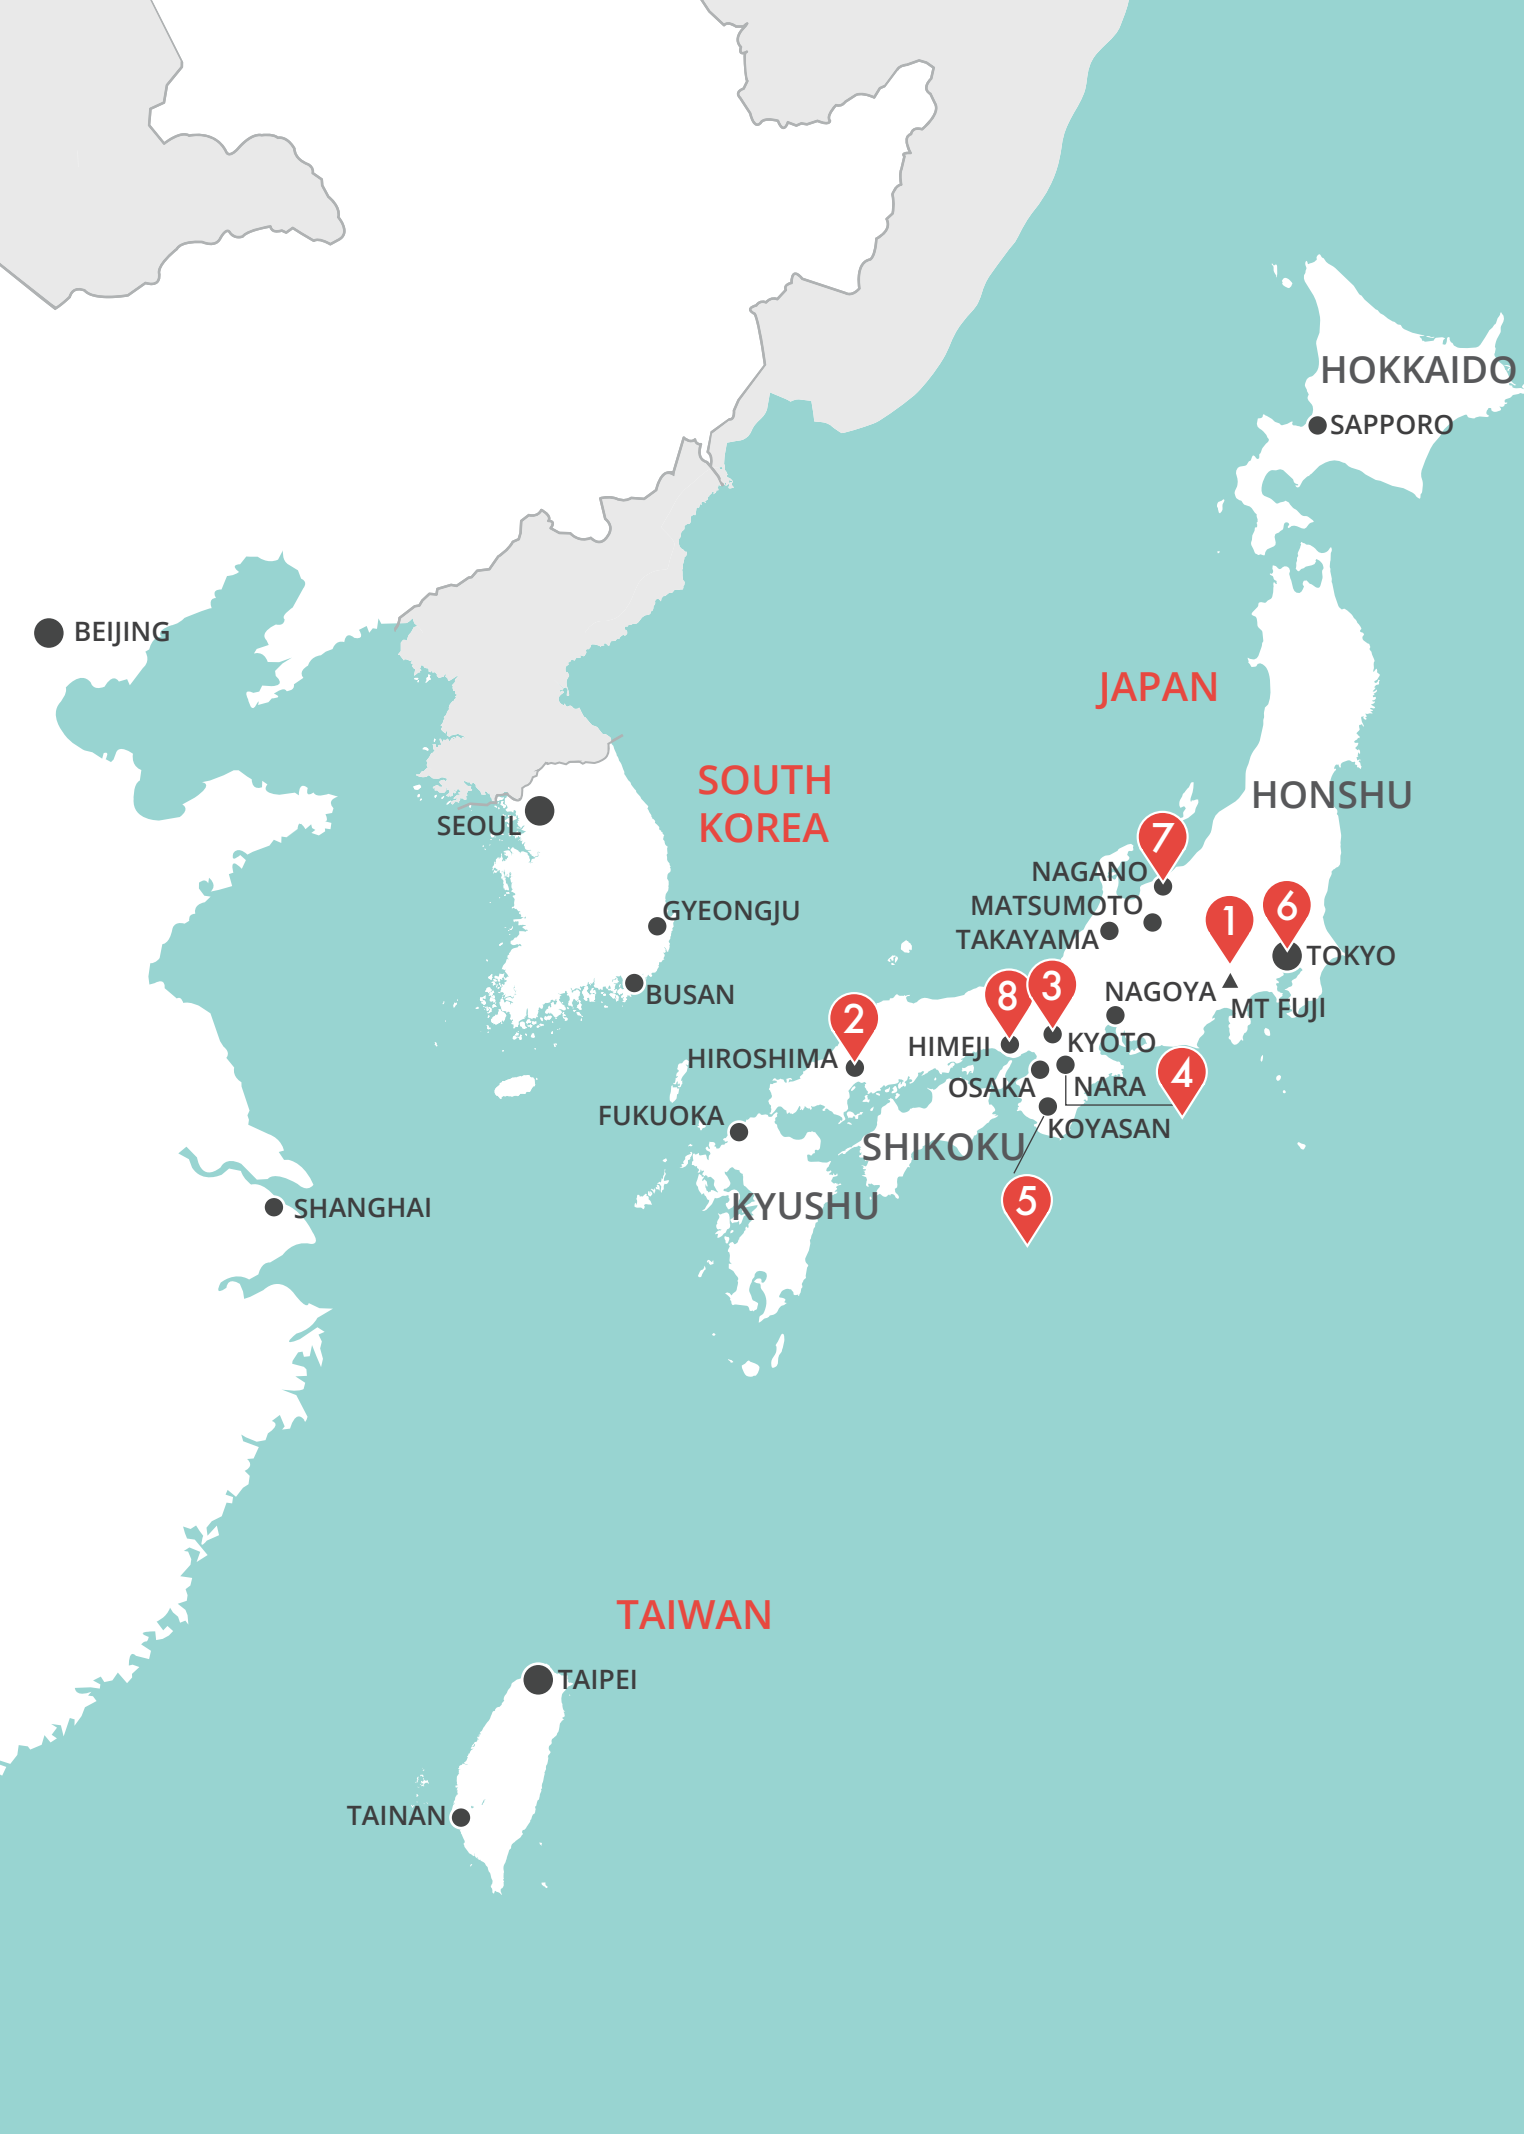 HOKKAIDO
SAPPORO
BEIJING
JAPAN
SOUTH
KOREA
HONSHU
SEOUL
7
NAGANO
GYEONGJU
MATSUMOTO
1
6
TAKAYAMA
TOKYO
BUSAN
8
3
NAGOYA
MT FUJI
2
HIROSHIMA
HIMEJI
KYOTO
4
OSAKA
NARA
FUKUOKA
KOYASAN
SHIKOKU
5
KYUSHU
SHANGHAI
TAIWAN
TAIPEI
TAINAN